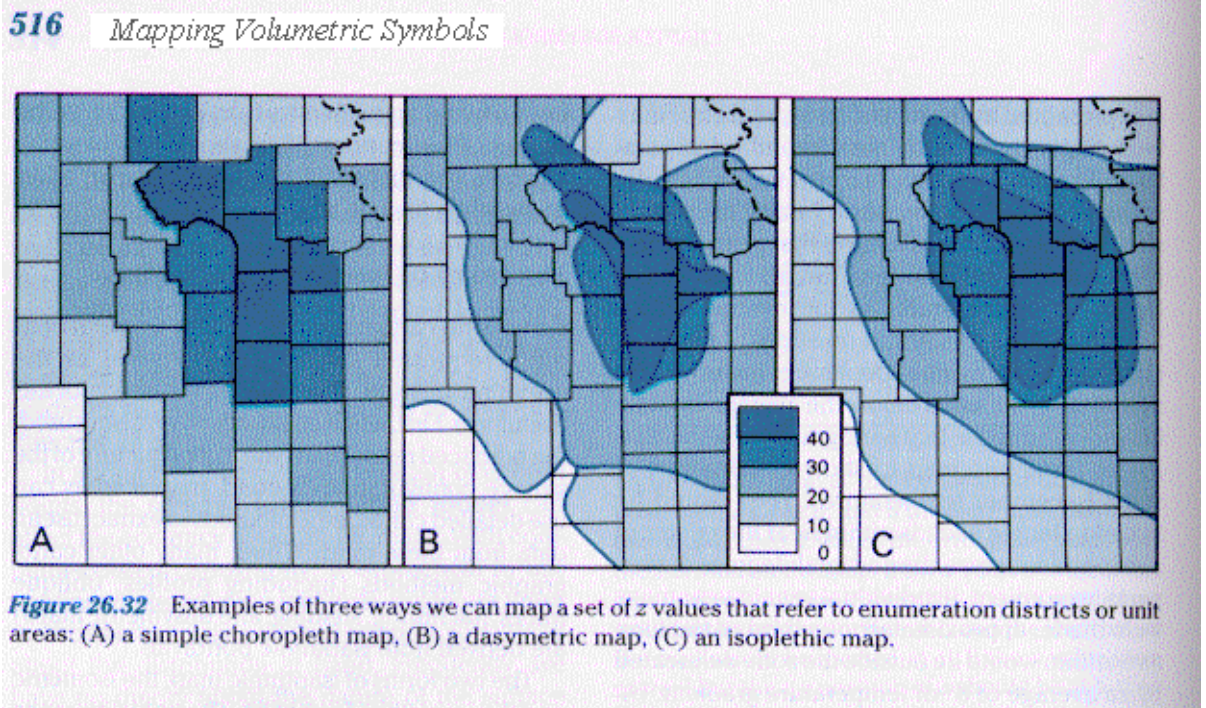 516 Mapping Volumetric Symbols
A
B
40
30
20
10
0
C
Figure 26.32 Examples of three ways we can map a set of z values that refer to enumeration districts or unit
areas: (A) a simple choropleth map, (B) a dasymetric map, (C) an isoplethic map.